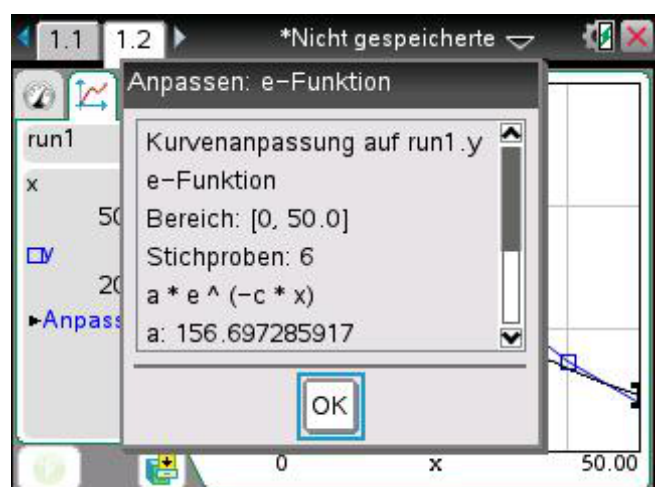 1.1 1.2 *Nicht gespeicherte
Anpassen: e-Funktion
run1
x
50
y
20
►Anpass
Kurvenanpassung auf run1.y
e-Funktion
Bereich: [0, 50.0]
Stichproben: 6
a * e ^ (-c * x)
a: 156.697285917
OK
0 x 50.00